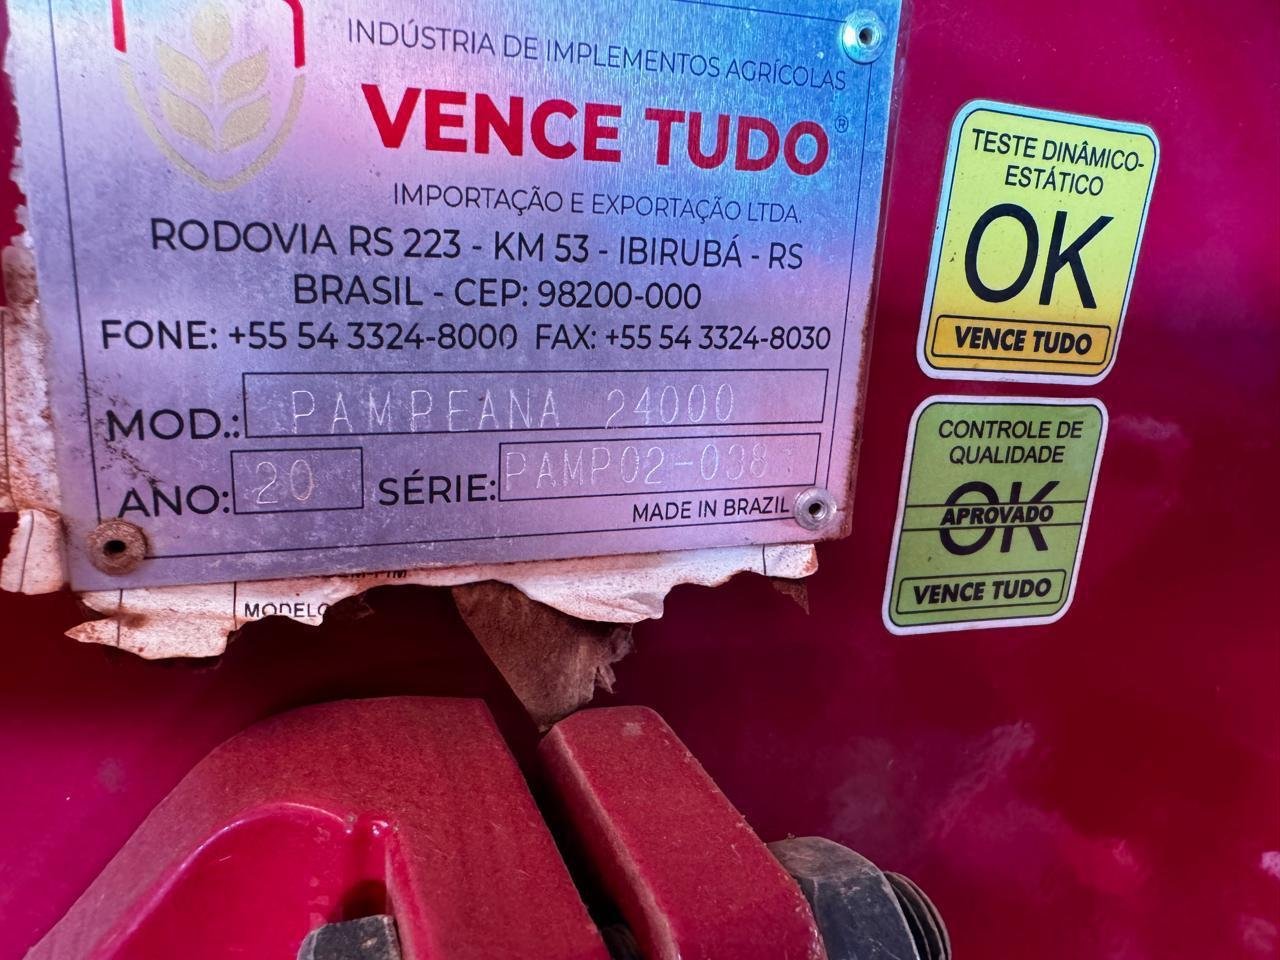 INDÚSTRIA DE IMPLEMENTOS AGRÍCOLAS
VENCE TUDO®
IMPORTAÇÃO E EXPORTAÇÃO LTDA.
RODOVIA RS 223 - KM 53 - IBIRUBÁ - RS
BRASIL - CEP: 98200-000
FONE: +55 54 3324-8000 FAX: +55 54 3324-8030
MOD.: PAMPEANA 24000
ANO: 20 SÉRIE: PAMP02-038
MADE IN BRAZIL
MODELO
TESTE DINÂMICO-
ESTÁTICO
OK
VENCE TUDO
CONTROLE DE
QUALIDADE
OK
APROVADO
VENCE TUDO